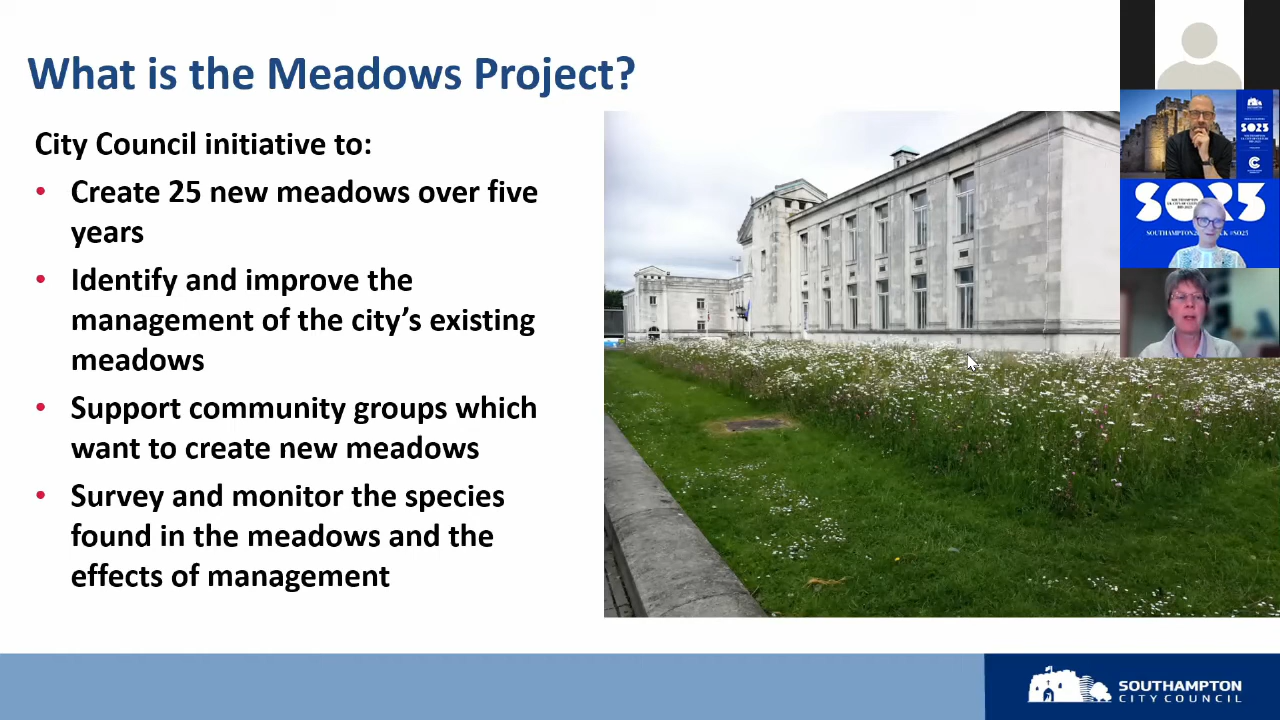 What is the Meadows Project?
City Council initiative to:
• Create 25 new meadows over five
years
• Identify and improve the
management of the city’s existing
meadows
• Support community groups which
want to create new meadows
• Survey and monitor the species
found in the meadows and the
effects of management
SO25
SO25
SOUTHAMPTON
CITY COUNCIL